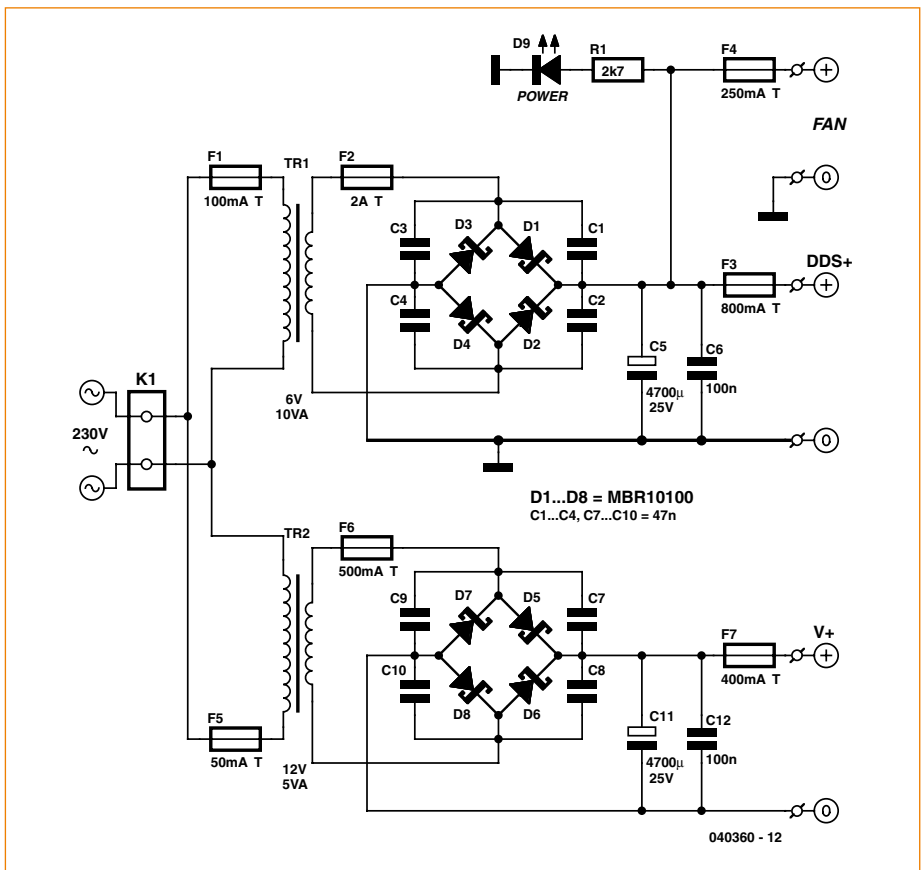 D9
R1
2k7
POWER
F4
250mA T
+
FAN
0
F1
100mA T
TR1
F2
2A T
C3
D3
D1
C1
C4
D4
D2
C2
6V
10VA
C5
4700µ
25V
C6
100n
F3
800mA T
DDS+
+
0
K1
230V
~
D1...D8 = MBR10100
C1...C4, C7...C10 = 47n
TR2
F6
500mA T
C9
D7
D5
C7
C10
D8
D6
C8
F5
50mA T
12V
5VA
C11
4700µ
25V
C12
100n
F7
400mA T
V+
+
0
040360 - 12